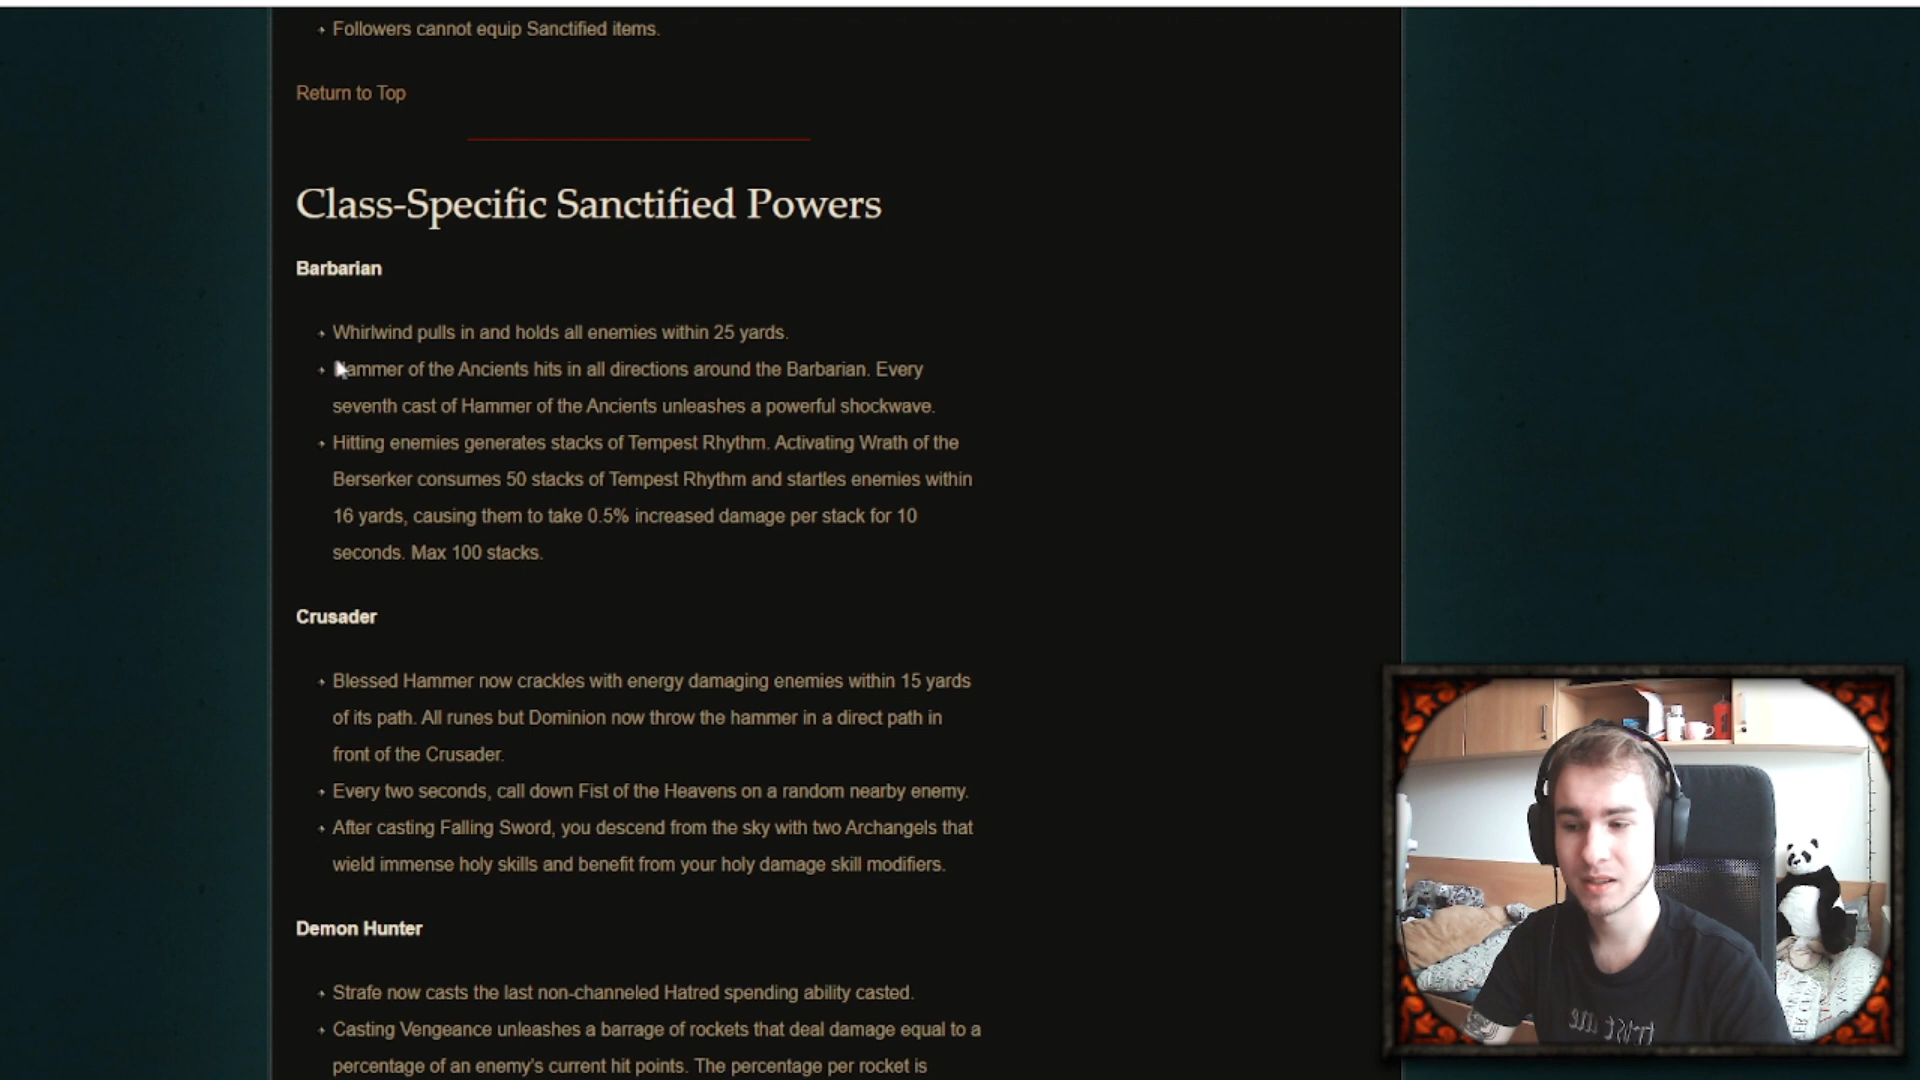 Followers cannot equip Sanctified items.
Return to Top
Class-Specific Sanctified Powers
Barbarian
Whirlwind pulls in and holds all enemies within 25 yards.
Hammer of the Ancients hits in all directions around the Barbarian. Every
seventh cast of Hammer of the Ancients unleashes a powerful shockwave.
Hitting enemies generates stacks of Tempest Rhythm. Activating Wrath of the
Berserker consumes 50 stacks of Tempest Rhythm and startles enemies within
16 yards, causing them to take 0.5% increased damage per stack for 10
seconds. Max 100 stacks.
Crusader
Blessed Hammer now crackles with energy damaging enemies within 15 yards
of its path. All runes but Dominion now throw the hammer in a direct path in
front of the Crusader.
Every two seconds, call down Fist of the Heavens on a random nearby enemy.
After casting Falling Sword, you descend from the sky with two Archangels that
wield immense holy skills and benefit from your holy damage skill modifiers.
Demon Hunter
Strafe now casts the last non-channeled Hatred spending ability casted.
Casting Vengeance unleashes a barrage of rockets that deal damage equal to a
percentage of an enemy's current hit points. The percentage per rocket is
trust me